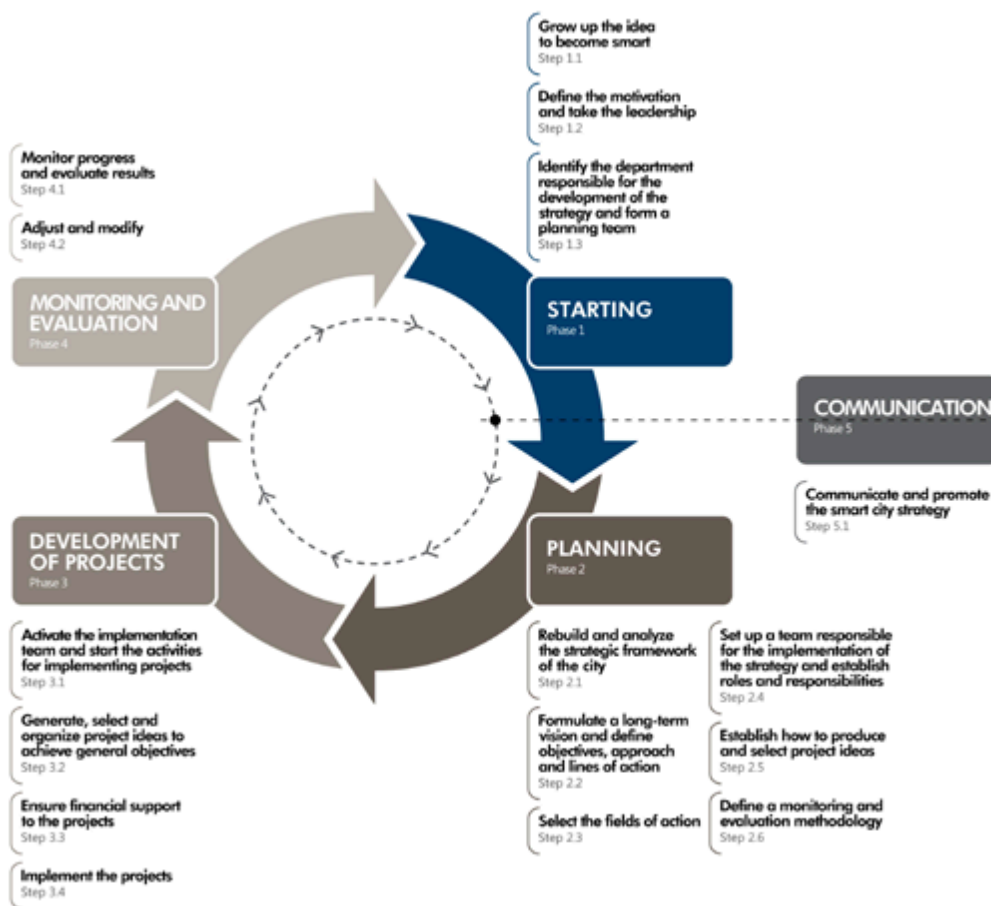 Grow up the idea
to become smart
Step 1.1
Define the motivation
and take the leadership
Step 1.2
Identify the department
responsible for the
development of the
strategy and form a
planning team
Step 1.3
STARTING
Phase 1
Monitor progress
and evaluate results
Step 4.1
Adjust and modify
Step 4.2
MONITORING AND
EVALUATION
Phase 4
COMMUNICATION
Phase 5
Communicate and promote
the smart city strategy
Step 5.1
DEVELOPMENT
OF PROJECTS
Phase 3
Activate the implementation
team and start the activities
for implementing projects
Step 3.1
Generate, select and
organize project ideas to
achieve general objectives
Step 3.2
Ensure financial support
to the projects
Step 3.3
Implement the projects
Step 3.4
PLANNING
Phase 2
Rebuild and analyze
the strategic framework
of the city
Step 2.1
Formulate a long-term
vision and define
objectives, approach
and lines of action
Step 2.2
Select the fields of action
Step 2.3
Set up a team responsible
for the implementation of
the strategy and establish
roles and responsibilities
Step 2.4
Establish how to produce
and select project ideas
Step 2.5
Define a monitoring and
evaluation methodology
Step 2.6